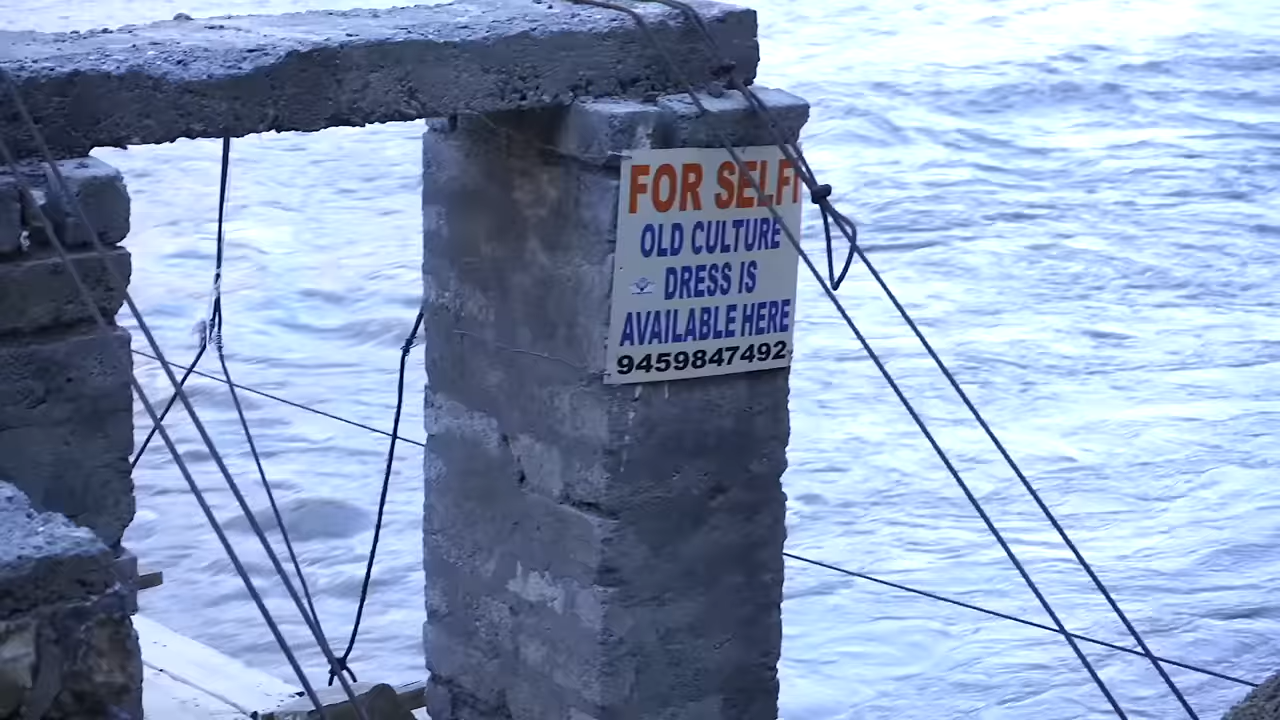 FOR SELFI
OLD CULTURE
DRESS IS
AVAILABLE HERE
9459847492